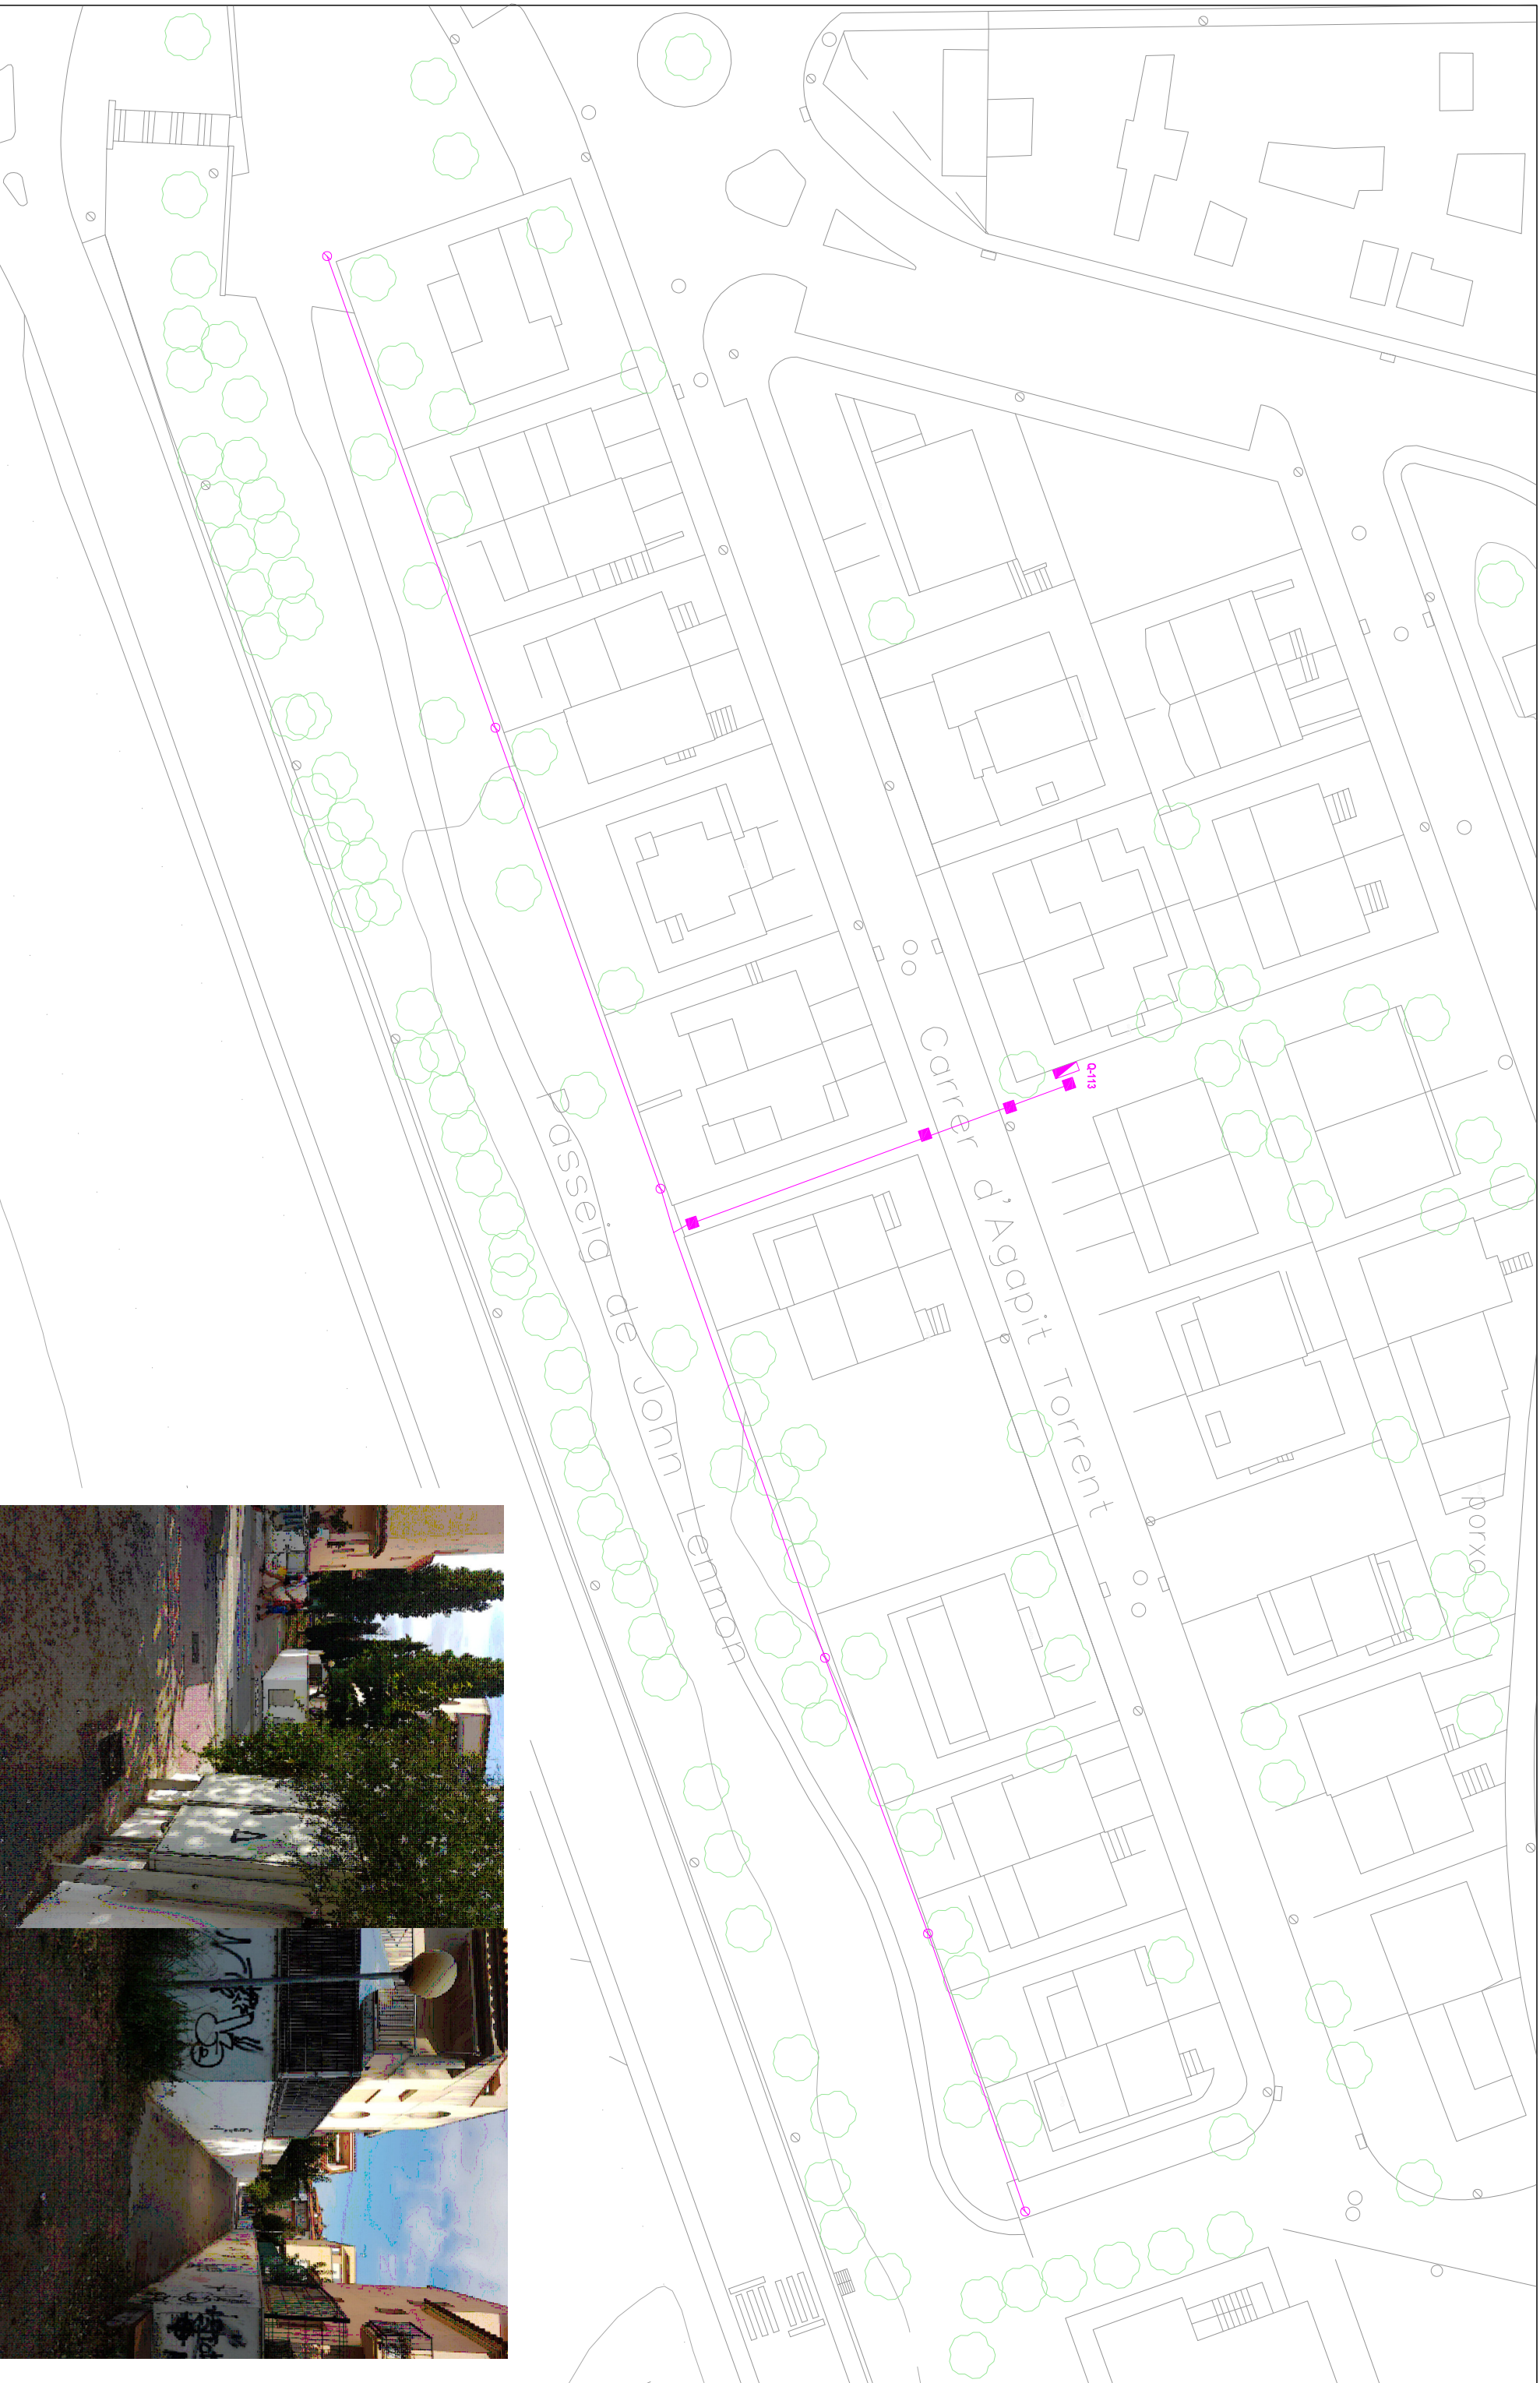 Q-113
Carrer d'Agapit Torrent
Passeig de John Lennon
porxo